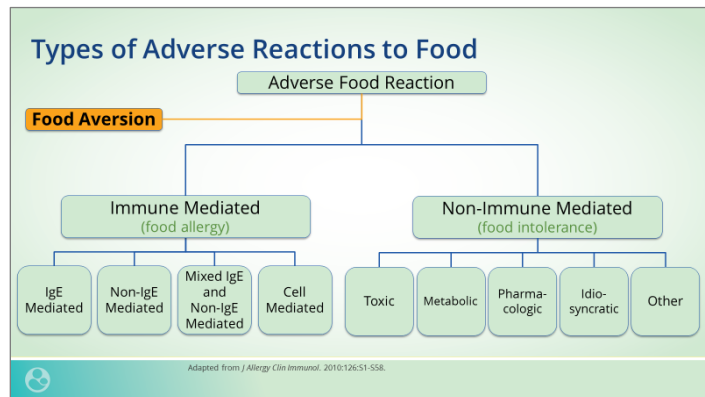 Types of Adverse Reactions to Food
Adverse Food Reaction
Food Aversion
Immune Mediated
(food allergy)
Non-Immune Mediated
(food intolerance)
IgE
Mediated
Non-IgE
Mediated
Mixed IgE
and
Non-IgE
Mediated
Cell
Mediated
Toxic
Metabolic
Pharma-
cologic
Idio-
syncratic
Other
Adapted from J Allergy Clin Immunol. 2010:126:S1-S58.